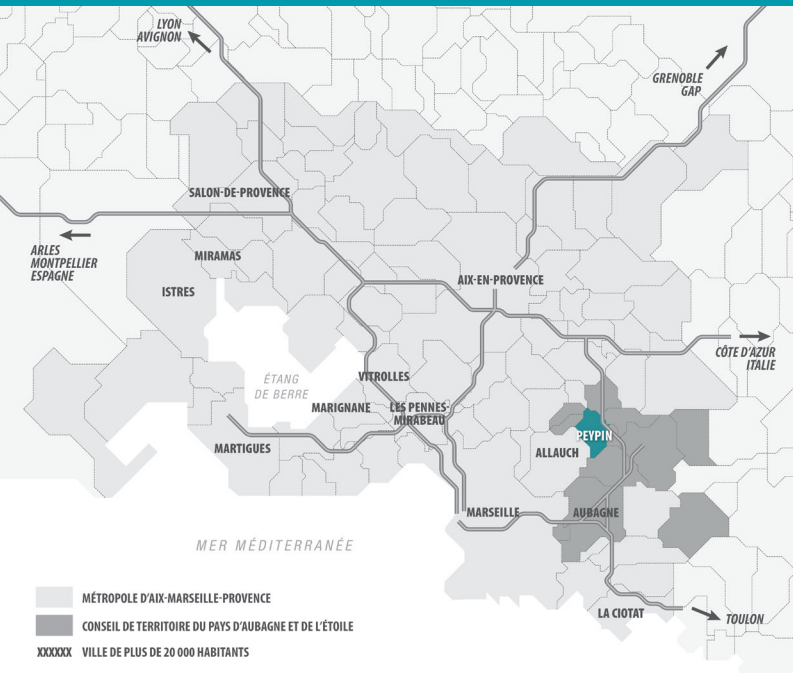 LYON
AVIGNON
GRENOBLE
GAP
SALON-DE-PROVENCE
ARLES
MONTPELLIER
ESPAGNE
MIRAMAS
ISTRES
AIX-EN-PROVENCE
CÔTE D'AZUR
ITALIE
ÉTANG
DE BERRE
VITROLLES
MARIGNANE
LES PENNES-
MIRABEAU
PEYPIN
MARTIGUES
ALLAUCH
MARSEILLE
AUBAGNE
MER MÉDITERRANÉE
LA CIOTAT
TOULON
MÉTROPOLE D'AIX-MARSEILLE-PROVENCE
CONSEIL DE TERRITOIRE DU PAYS D'AUBAGNE ET DE L'ÉTOILE
XXXXXX VILLE DE PLUS DE 20 000 HABITANTS